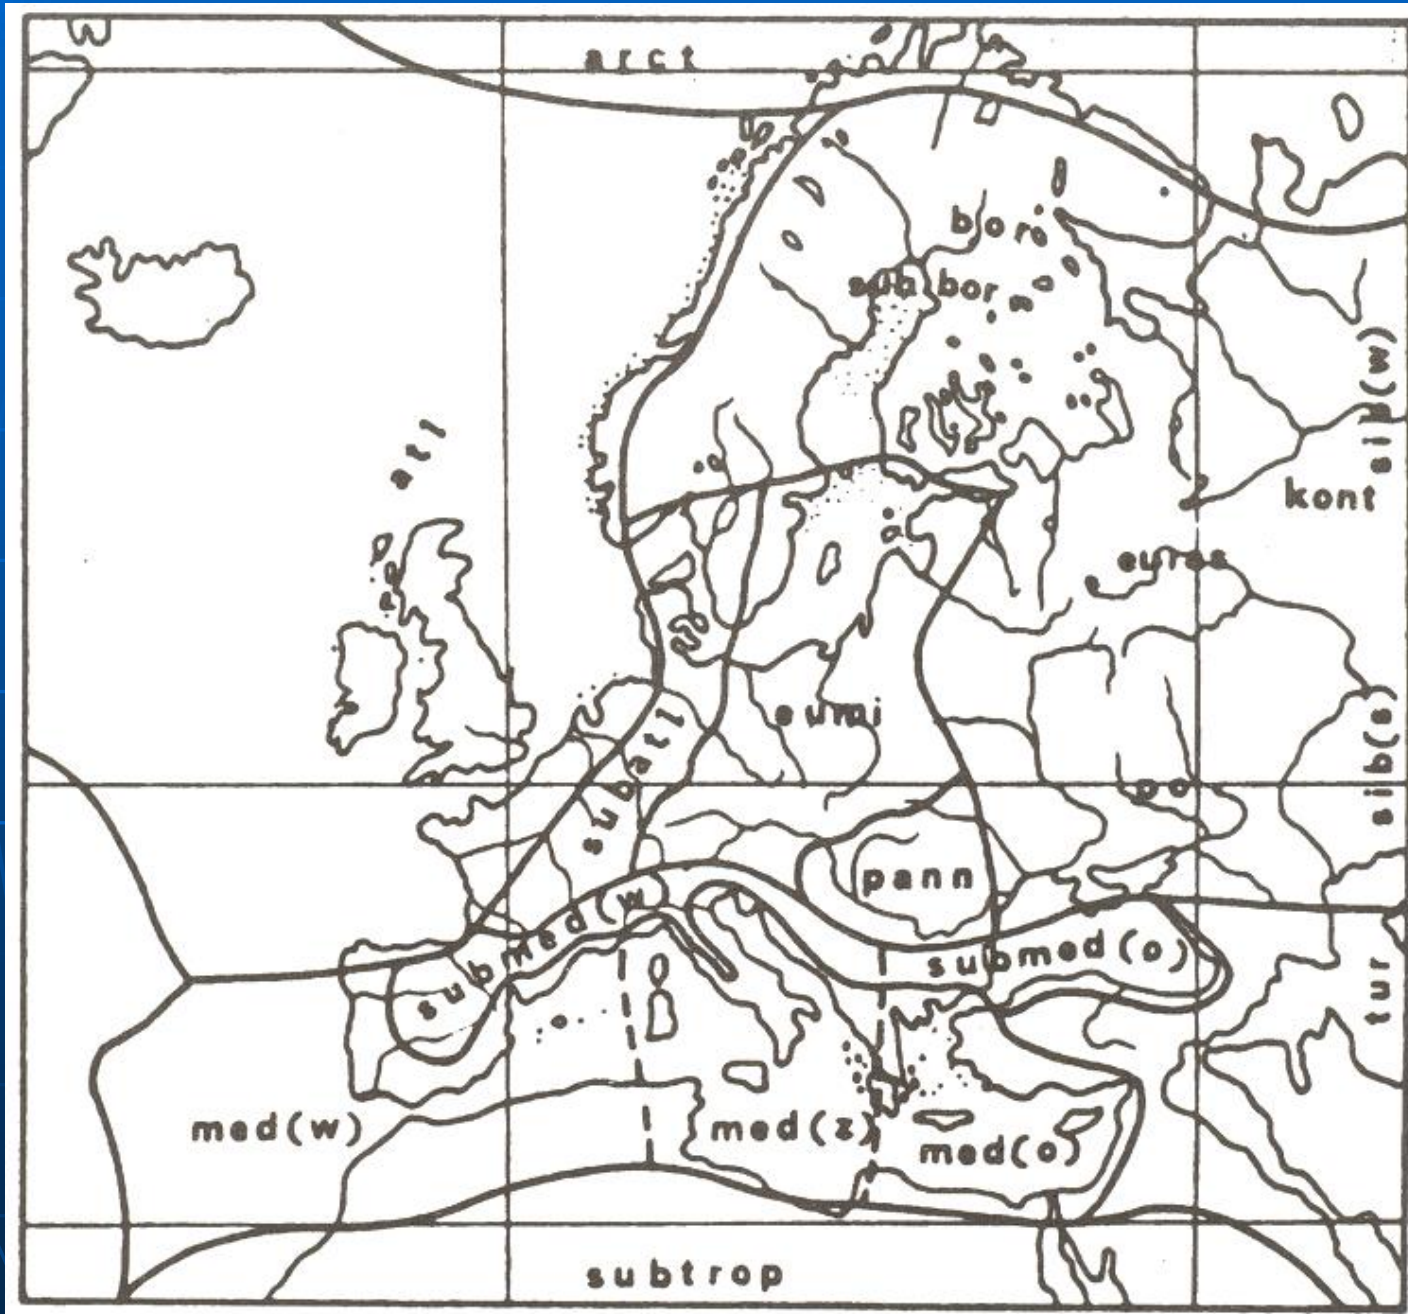 arct
bor
subbor
sib(w)
atl
kont
euras
eumi
subatl
po
sib(s)
pann
submed(w
submed(o)
tur
med(w)
med(z)
med(o)
subtrop